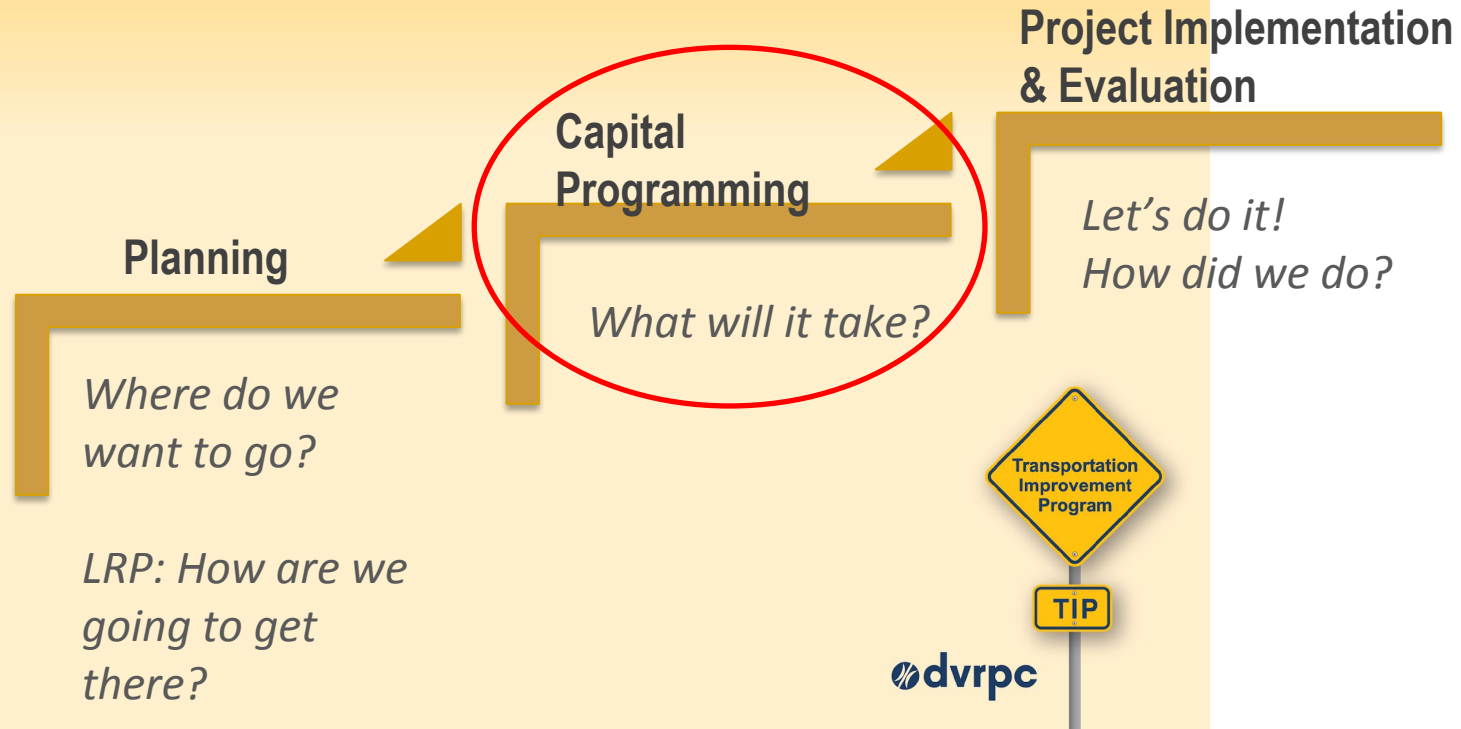 Planning
Where do we
want to go?
LRP: How are we
going to get
there?
Capital
Programming
What will it take?
Project Implementation
& Evaluation
Let’s do it!
How did we do?
Transportation
Improvement
Program
TIP
dvrpc